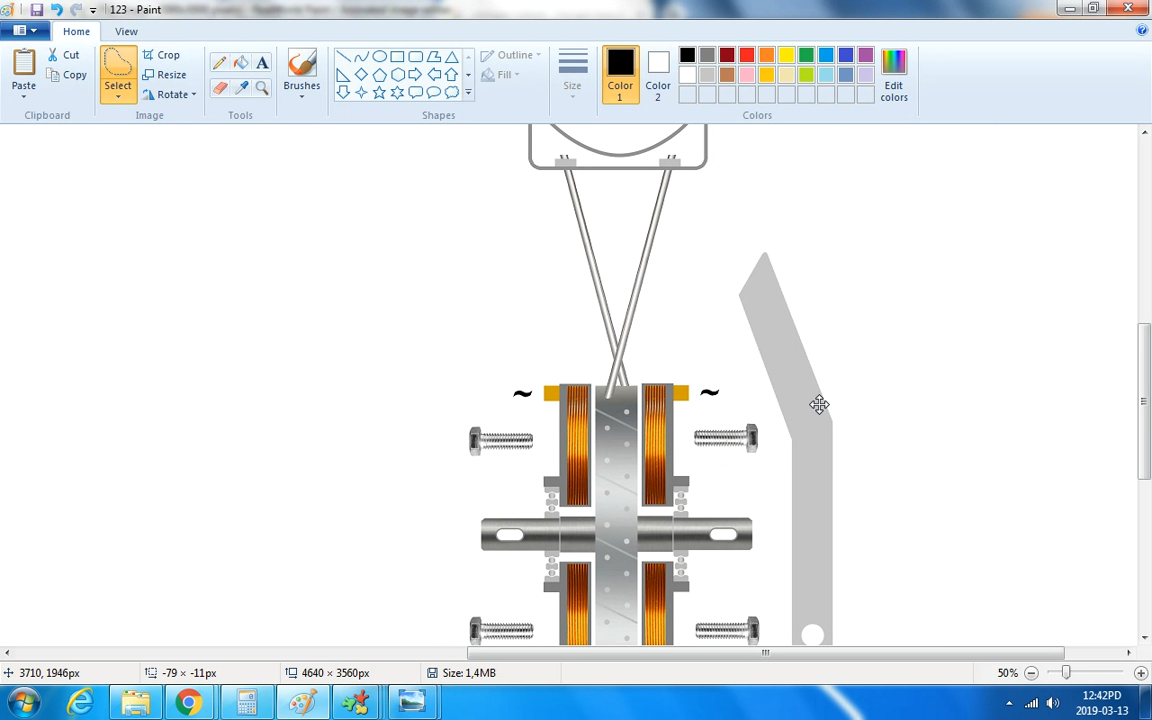 123 - Paint
Home
View
Paste
Cut
Copy
Clipboard
Select
Crop
Resize
Rotate
Image
A
Tools
Brushes
Outline
Fill
Shapes
Size
Color
1
Color
2
Edit
colors
Colors
~
~
3710, 1946px
-79 × -11px
4640 × 3560px
Size: 1,4MB
50%
12:42PD
2019-03-13